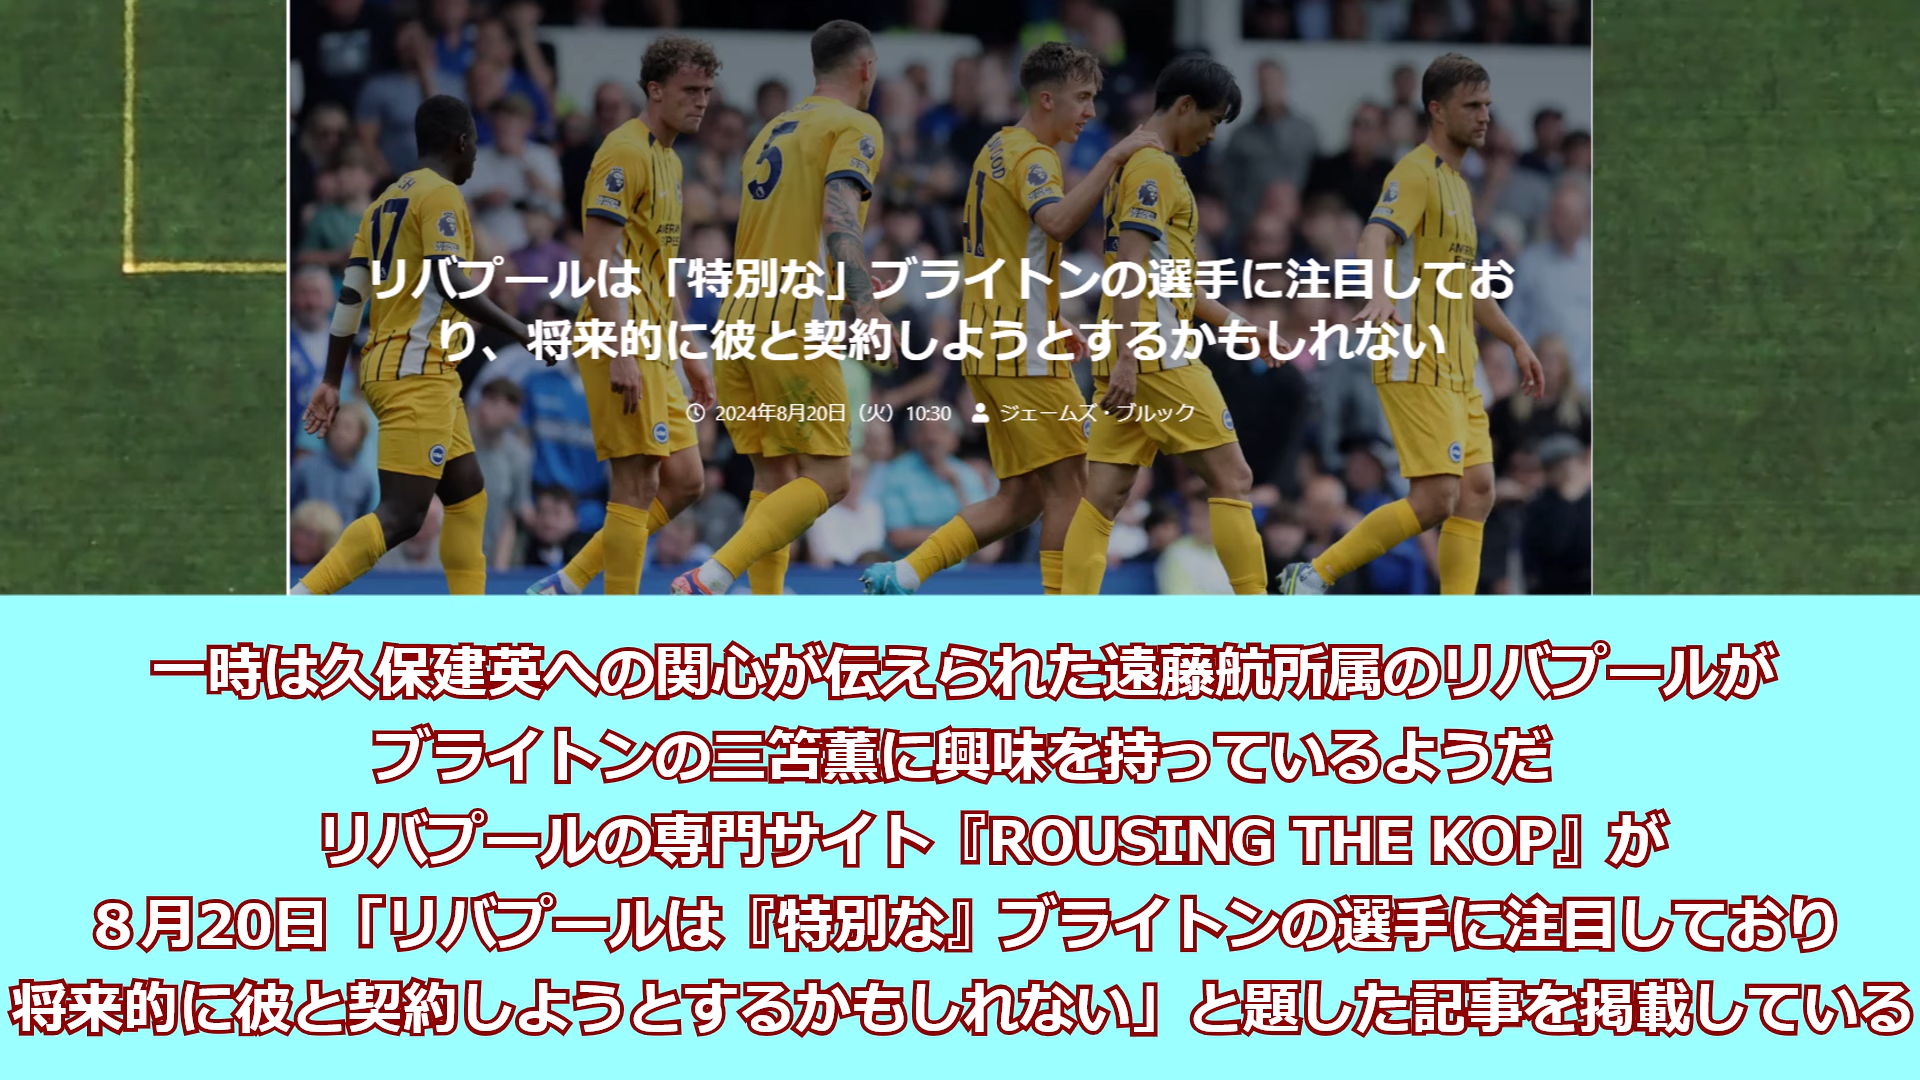 17
5
リバプールは「特別な」ブライトンの選手に注目してお
り、将来的に彼と契約しようとするかもしれない
2024年8月20日（火）10:30 ジェームズ・ブルック
一時は久保建英への関心が伝えられた遠藤航所属のリバプールが
ブライトンの三笘薫に興味を持っているようだ
リバプールの専門サイト『ROUSING THE KOP』が
８月20日「リバプールは『特別な』ブライトンの選手に注目しており
将来的に彼と契約しようとするかもしれない」と題した記事を掲載している